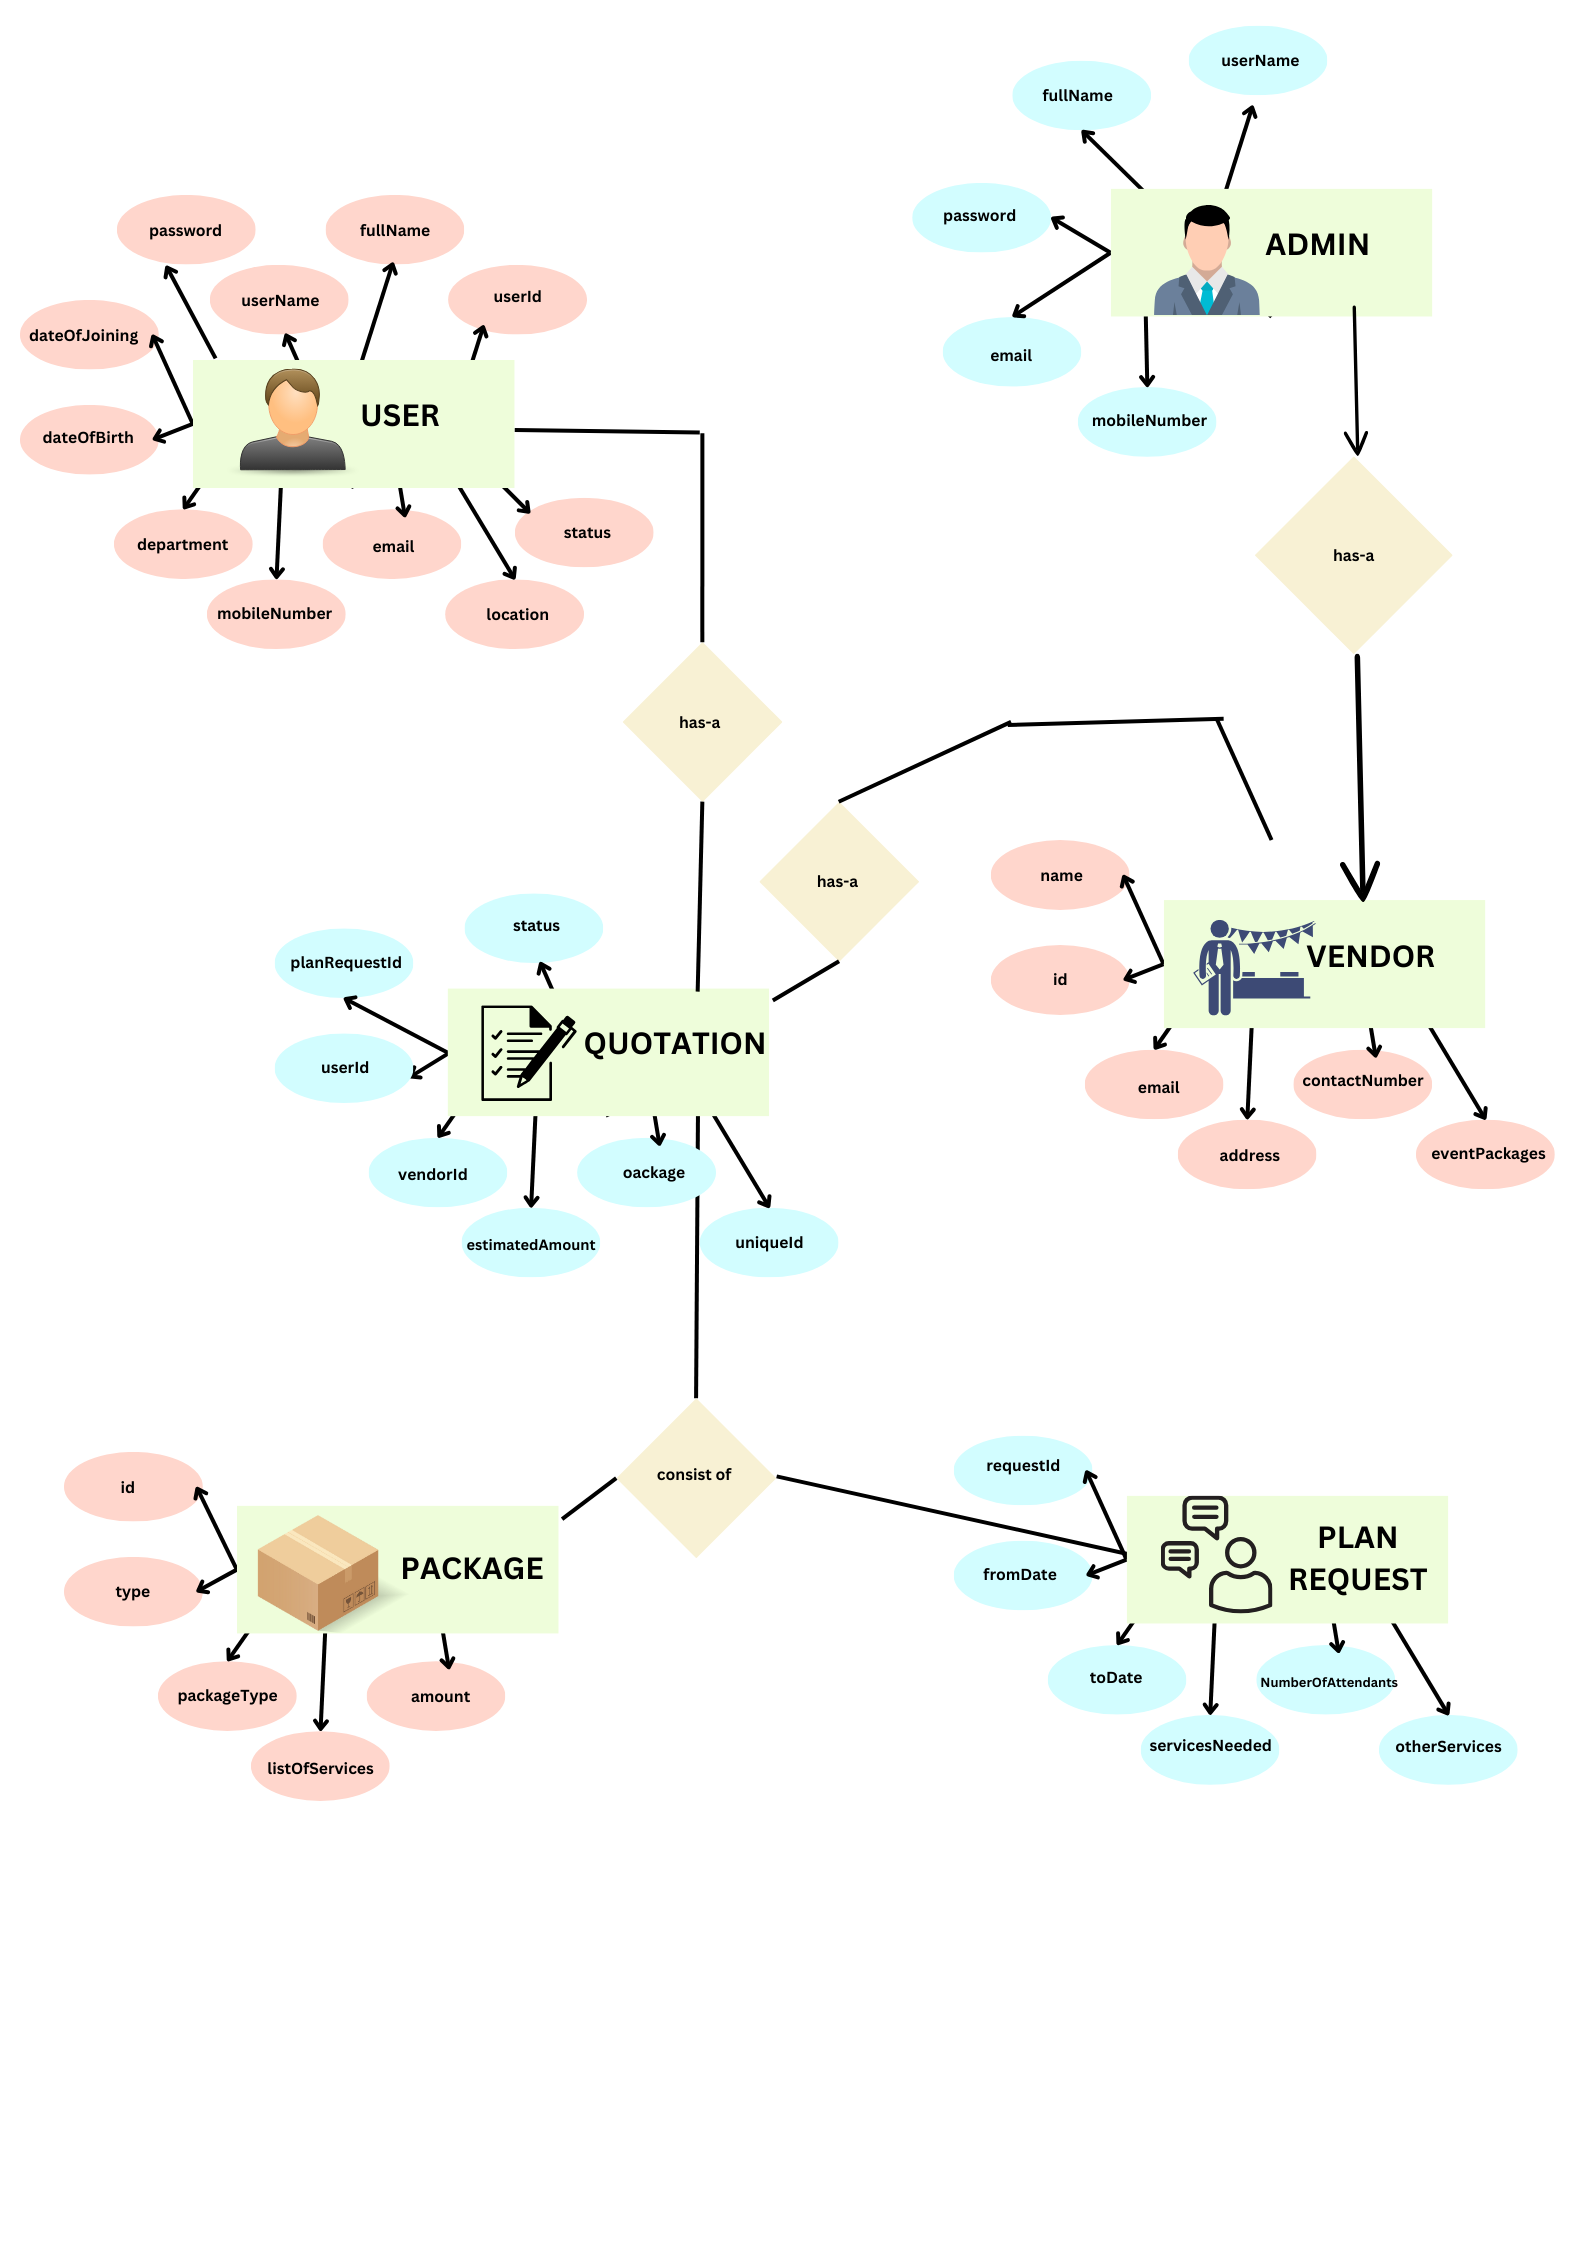 userName
fullName
password
ADMIN
email
mobileNumber
password
fullName
userName
userId
dateOfJoining
dateOfBirth
USER
department
email
status
mobileNumber
location
has-a
has-a
has-a
name
id
VENDOR
email
contactNumber
address
eventPackages
status
planRequestId
userId
QUOTATION
vendorId
oackage
estimatedAmount
uniqueId
consist of
id
type
PACKAGE
packageType
amount
listOfServices
requestId
fromDate
PLAN
REQUEST
toDate
NumberOfAttendants
servicesNeeded
otherServices